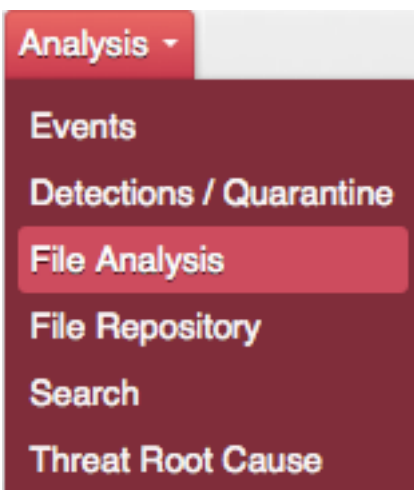 Analysis
Events
Detections / Quarantine
File Analysis
File Repository
Search
Threat Root Cause